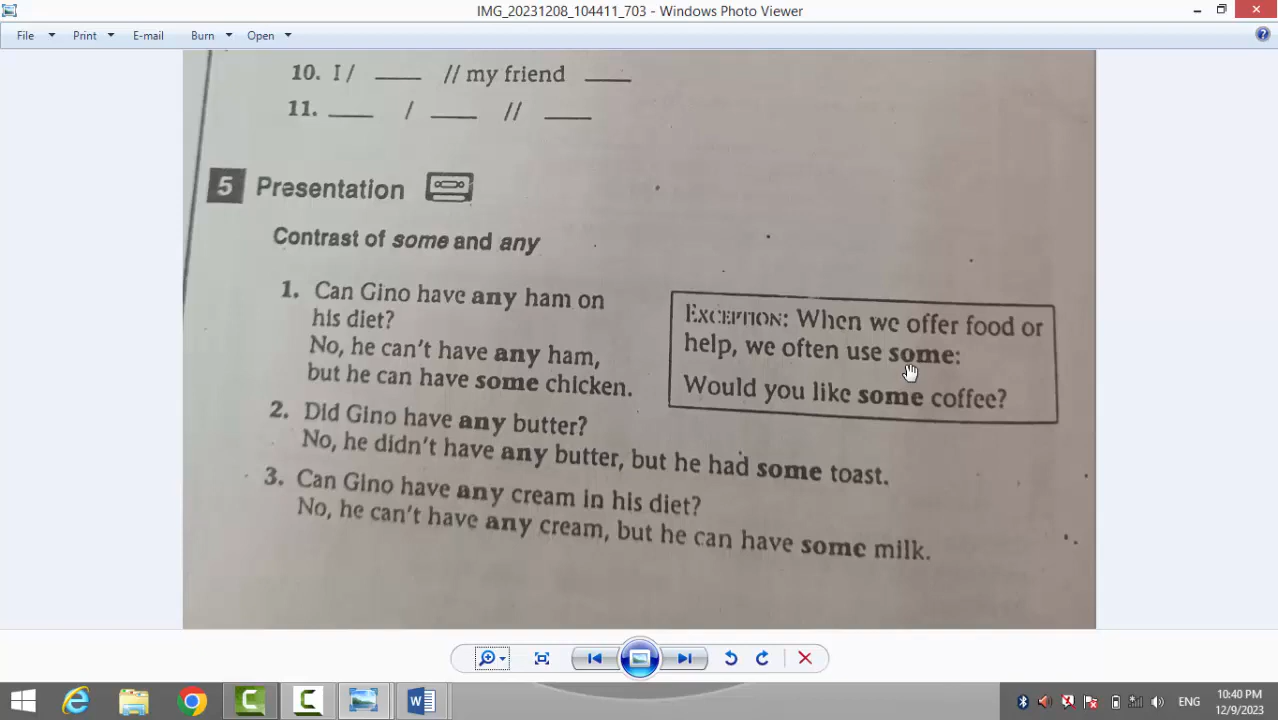 IMG_20231208_104411_703 - Windows Photo Viewer
File Print E-mail Burn Open
10. I / ____ // my friend ____
11. ____ / ____ // ____
5 Presentation
Contrast of some and any
1. Can Gino have any ham on
his diet?
No, he can't have any ham,
but he can have some chicken.
EXCEPTION: When we offer food or
help, we often use some:
Would you like some coffee?
2. Did Gino have any butter?
No, he didn't have any butter, but he had some toast.
3. Can Gino have any cream in his diet?
No, he can't have any cream, but he can have some milk.
ENG
10:40 PM
12/9/2023